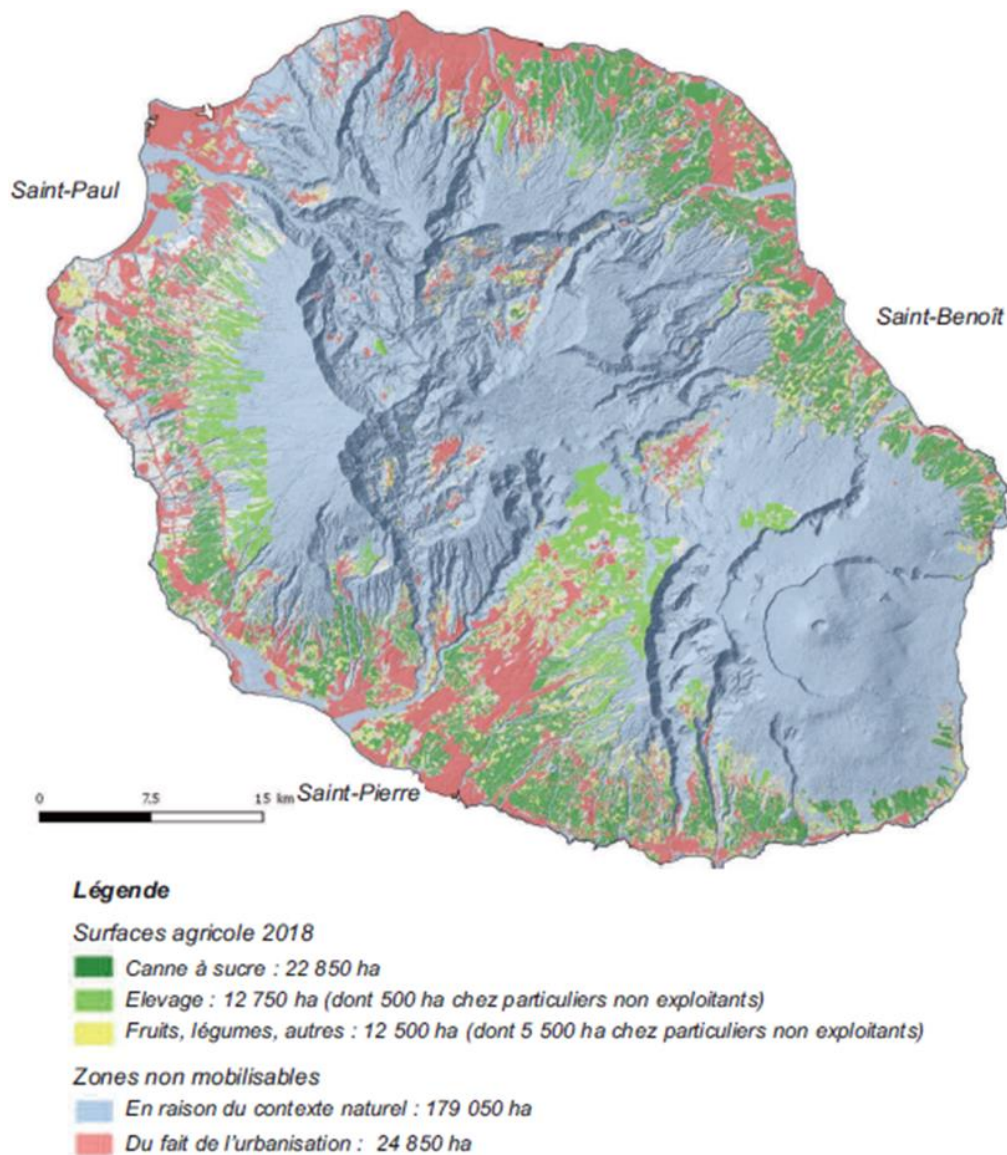 Saint-Paul
Saint-Benoît
Saint-Pierre
0 7.5 15 km
Légende
Surfaces agricole 2018
Canne à sucre : 22 850 ha
Elevage : 12 750 ha (dont 500 ha chez particuliers non exploitants)
Fruits, légumes, autres : 12 500 ha (dont 5 500 ha chez particuliers non exploitants)
Zones non mobilisables
En raison du contexte naturel : 179 050 ha
Du fait de l'urbanisation : 24 850 ha